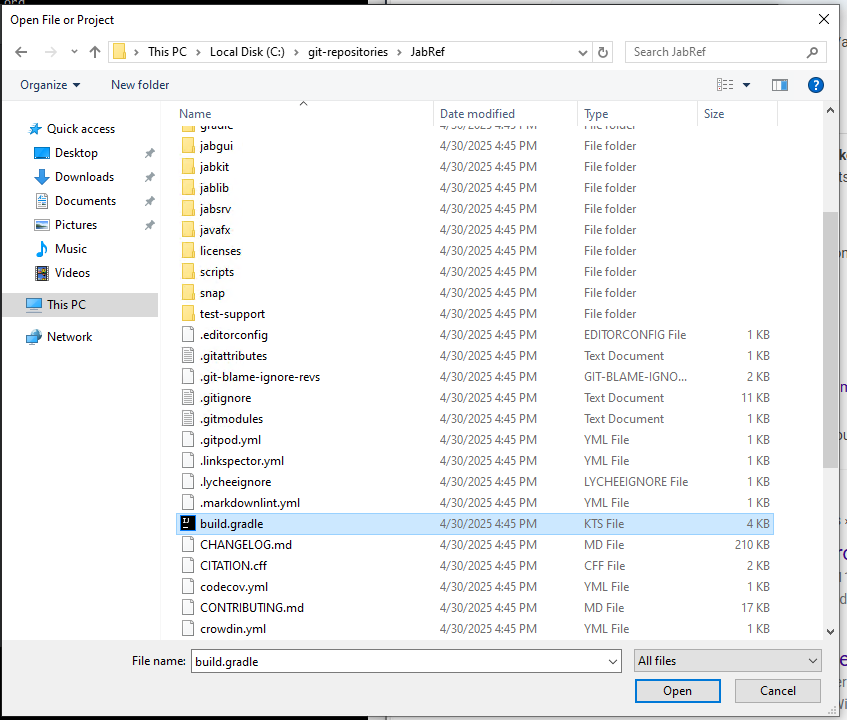 Open File or Project
This PC > Local Disk (C:) > git-repositories > JabRef
Search JabRef
Organize
New folder
Name Date modified Type Size
Quick access
Desktop
Downloads
Documents
Pictures
Music
Videos
This PC
Network
gradle 4/30/2025 4:45 PM File folder
jabgui 4/30/2025 4:45 PM File folder
jabkit 4/30/2025 4:45 PM File folder
jablib 4/30/2025 4:45 PM File folder
jabsrv 4/30/2025 4:45 PM File folder
javafx 4/30/2025 4:45 PM File folder
licenses 4/30/2025 4:45 PM File folder
scripts 4/30/2025 4:45 PM File folder
snap 4/30/2025 4:45 PM File folder
test-support 4/30/2025 4:45 PM File folder
.editorconfig 4/30/2025 4:45 PM EDITORCONFIG File 1 KB
.gitattributes 4/30/2025 4:45 PM Text Document 1 KB
.git-blame-ignore-revs 4/30/2025 4:45 PM GIT-BLAME-IGNO... 2 KB
.gitignore 4/30/2025 4:45 PM Text Document 11 KB
.gitmodules 4/30/2025 4:45 PM Text Document 1 KB
.gitpod.yml 4/30/2025 4:45 PM YML File 1 KB
.linkspector.yml 4/30/2025 4:45 PM YML File 1 KB
.lycheeignore 4/30/2025 4:45 PM LYCHEEIGNORE File 1 KB
.markdownlint.yml 4/30/2025 4:45 PM YML File 1 KB
build.gradle 4/30/2025 4:45 PM KTS File 4 KB
CHANGELOG.md 4/30/2025 4:45 PM MD File 210 KB
CITATION.cff 4/30/2025 4:45 PM CFF File 2 KB
codecov.yml 4/30/2025 4:45 PM YML File 1 KB
CONTRIBUTING.md 4/30/2025 4:45 PM MD File 17 KB
crowdin.yml 4/30/2025 4:45 PM YML File 1 KB
File name: build.gradle
All files
Open
Cancel